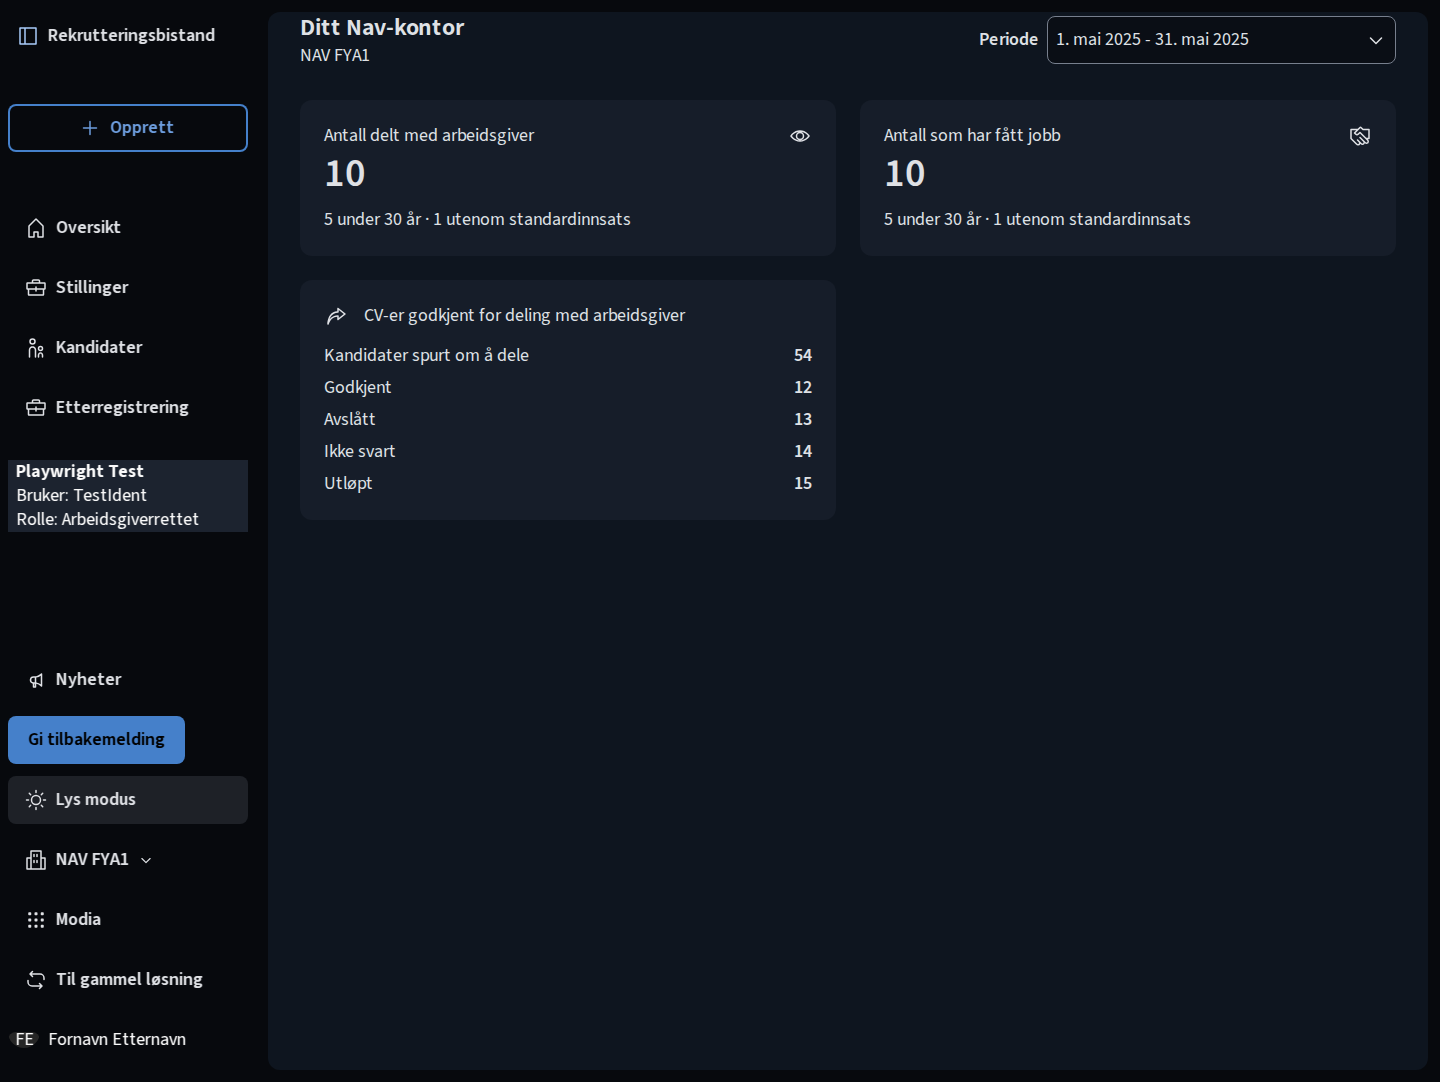 Rekrutteringsbistand
Opprett
Oversikt
Stillinger
Kandidater
Etterregistrering
Playwright Test
Bruker: TestIdent
Rolle: Arbeidsgiverrettet
Nyheter
Gi tilbakemelding
Lys modus
NAV FYA1
Modia
Til gammel løsning
FE Fornavn Etternavn
Ditt Nav-kontor
NAV FYA1
Periode 1. mai 2025 - 31. mai 2025
Antall delt med arbeidsgiver
10
5 under 30 år · 1 utenom standardinnsats
Antall som har fått jobb
10
5 under 30 år · 1 utenom standardinnsats
CV-er godkjent for deling med arbeidsgiver
Kandidater spurt om å dele 54
Godkjent 12
Avslått 13
Ikke svart 14
Utløpt 15